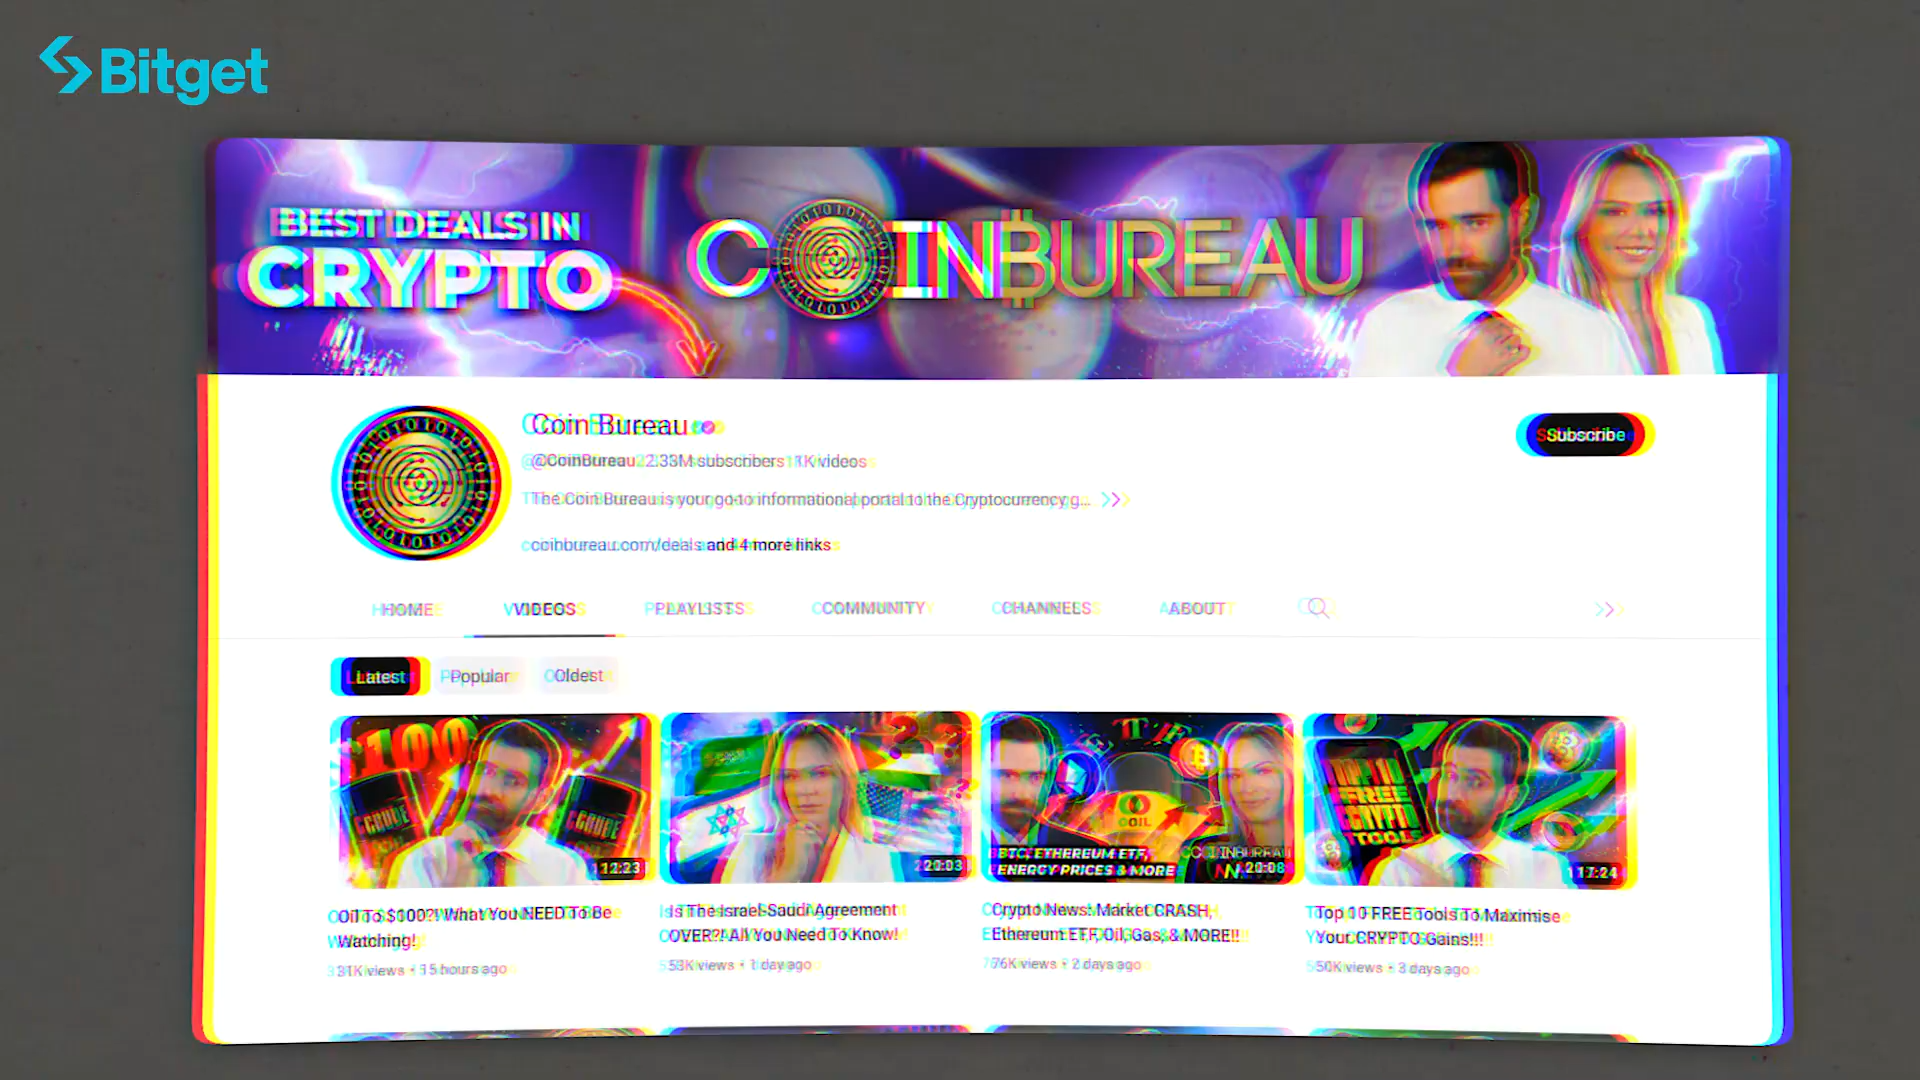 Bitget
BEST DEALS IN
CRYPTO
COINBUREAU
Coin Bureau
@CoinBureau 2.33M subscribers 1K videos
The Coin Bureau is your go-to informational portal to the Cryptocurrency g...
coinbureau.com/deals and 4 more links
Subscribe
HOME VIDEOS PLAYLISTS COMMUNITY CHANNELS ABOUT
Latest Popular Oldest
$100
CRUDE
CRUDE
12:23
20:03
ETF
OIL
BTC, ETHEREUM ETF,
ENERGY PRICES & MORE
COINBUREAU
20:08
TOP 10
FREE
CRYPTO
TOOLS
17:24
Oil To $100?! What You NEED To Be
Watching!
31K views • 15 hours ago
Is The Israel-Saudi Agreement
OVER?! All You Need To Know!
53K views • 1 day ago
Crypto News: Market CRASH,
Ethereum ETF, Oil, Gas, & MORE!!
76K views • 2 days ago
Top 10 FREE Tools To Maximise
Your CRYPTO Gains!!!
50K views • 3 days ago